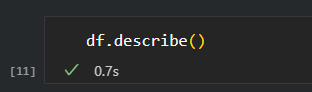 df.describe()
[11]
✓ 0.7s